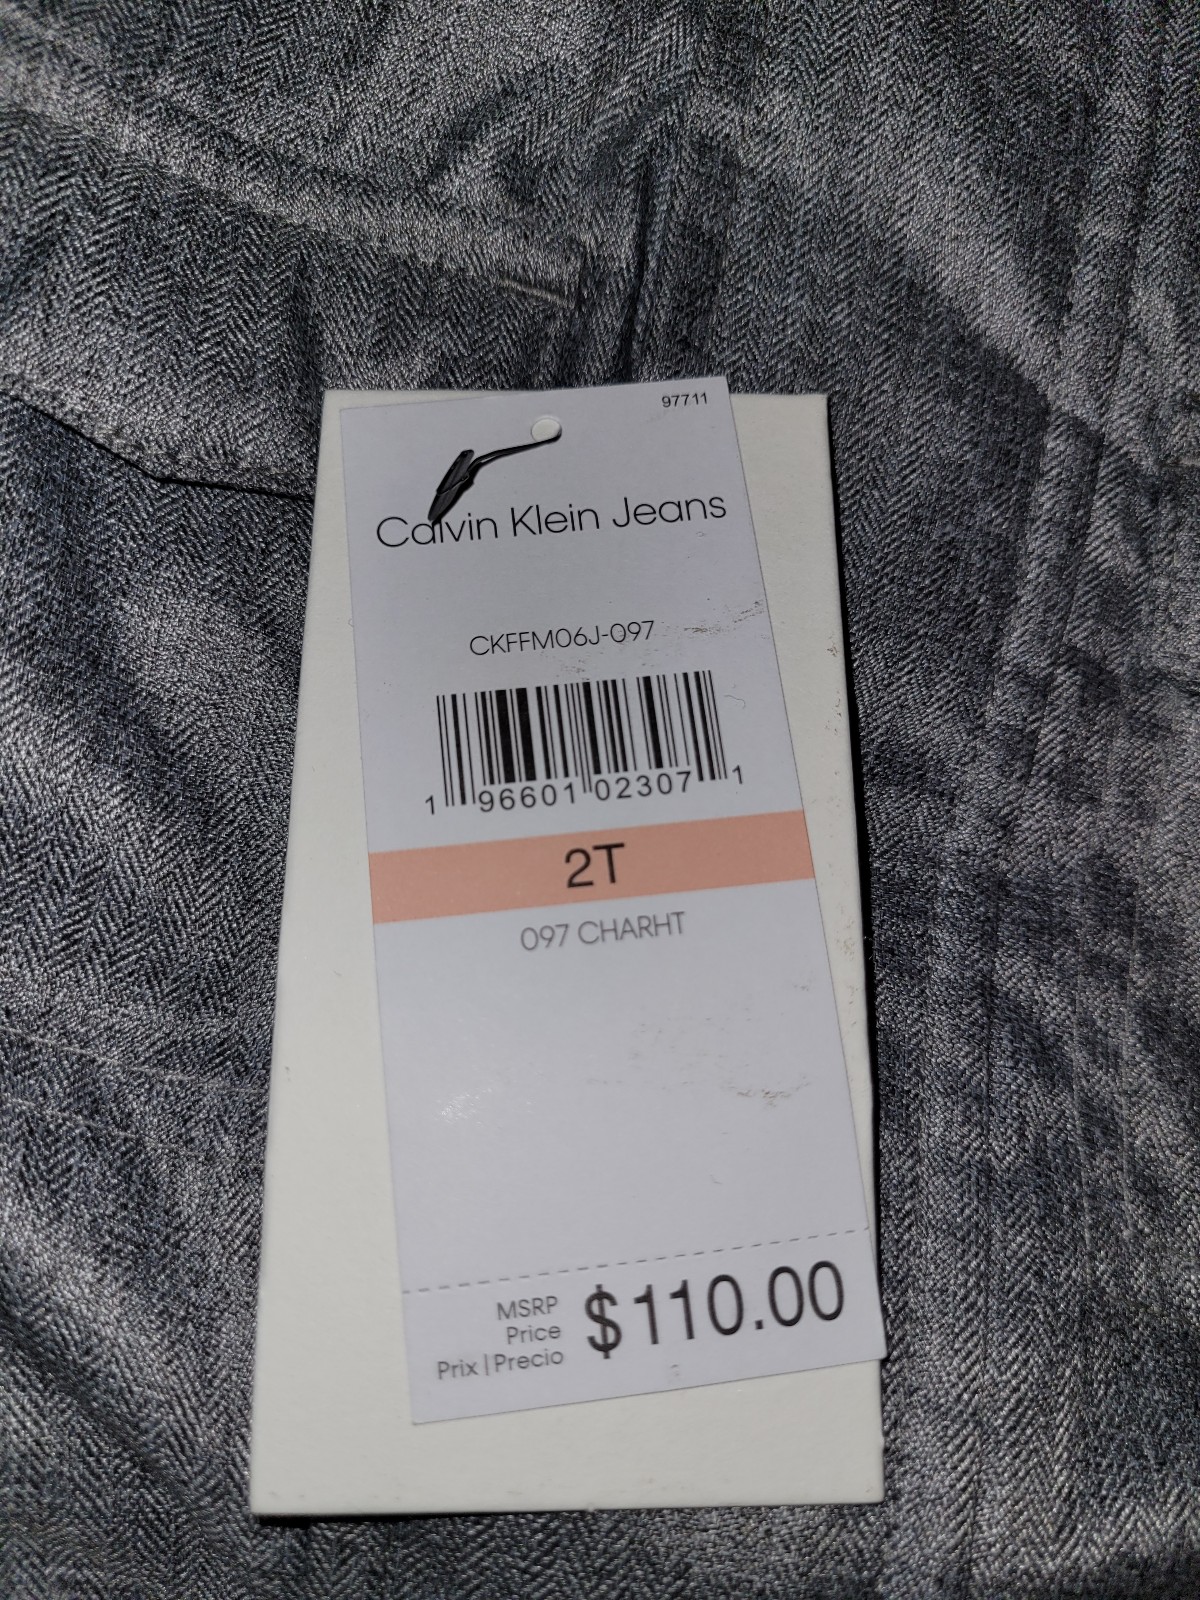 97711
Calvin Klein Jeans
CKFFM06J-097
1 96601 02307 1
2T
097 CHARHT
MSRP
Price
Prix | Precio
$110.00